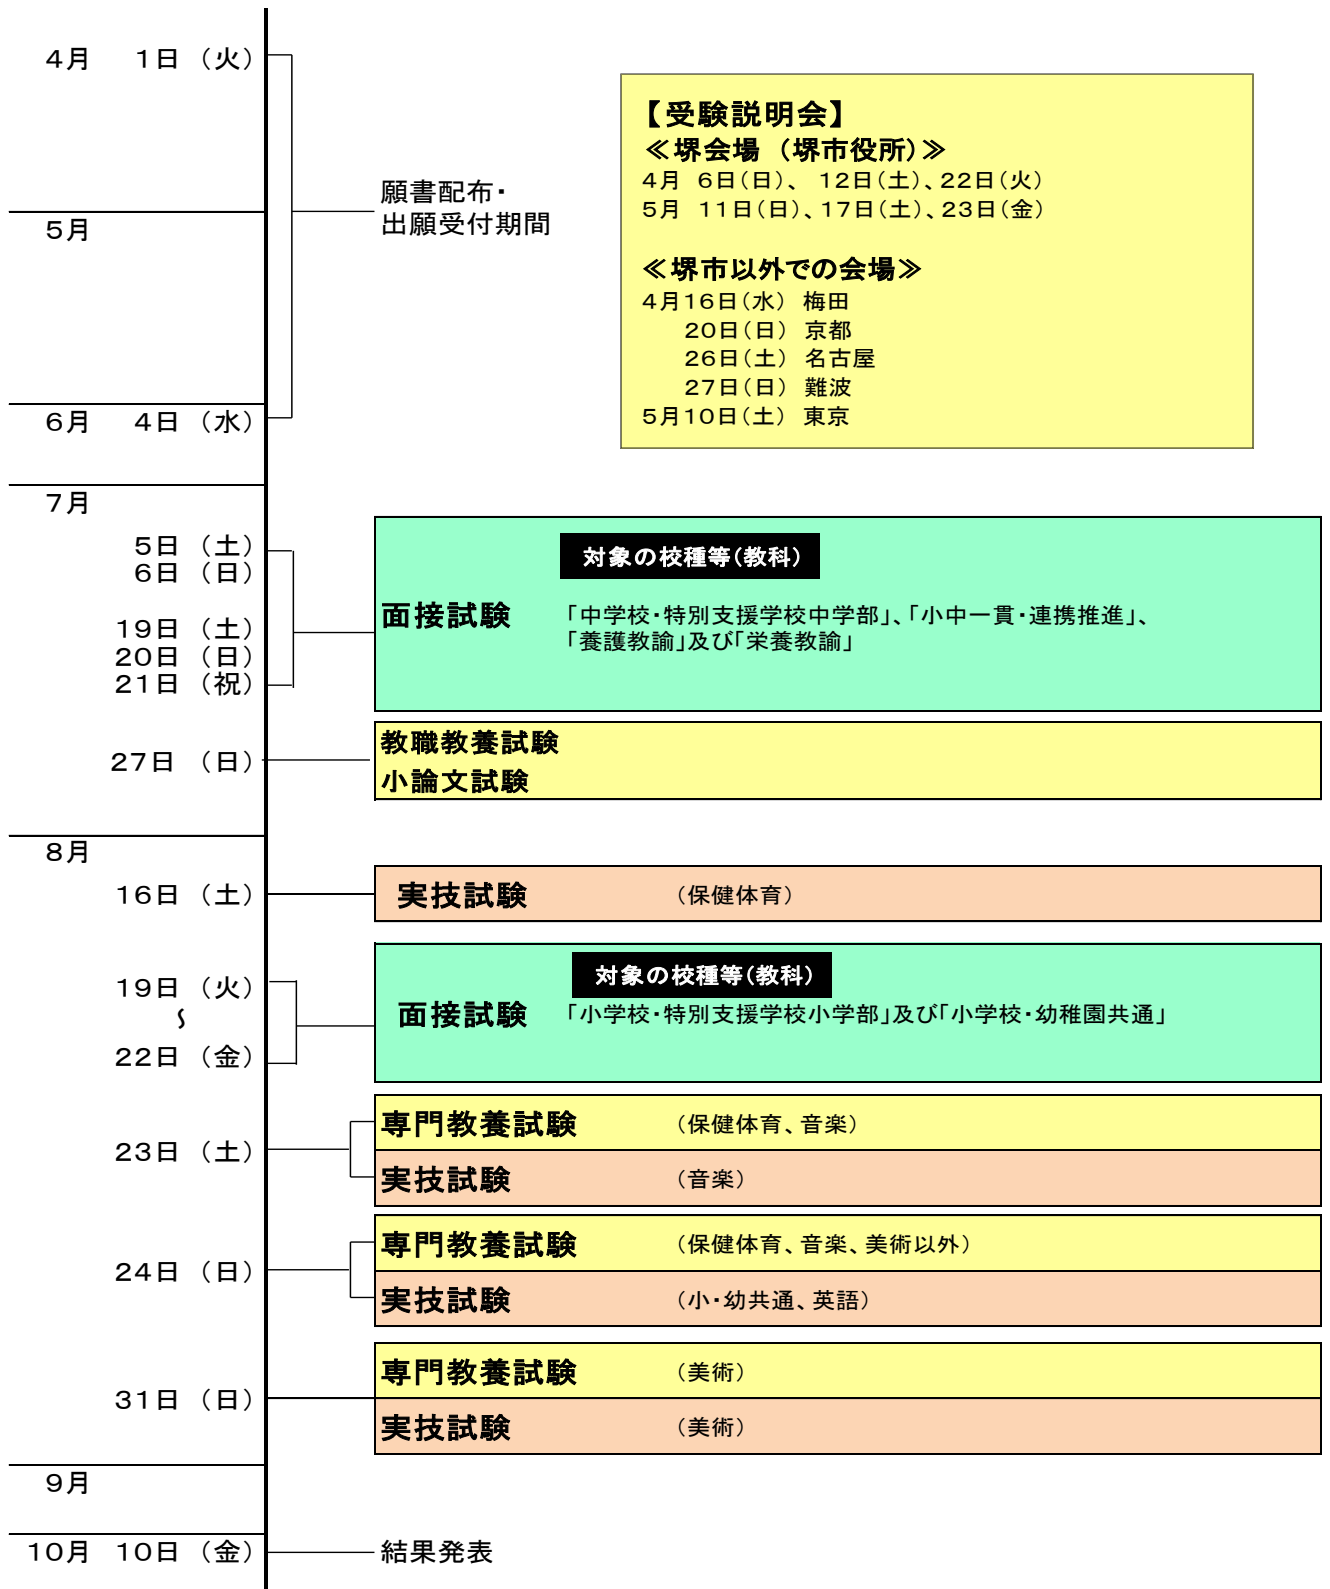 4月 1日（火）
【受験説明会】
≪堺会場（堺市役所）≫
4月 6日（日）、 12日（土）、22日（火）
5月 11日（日）、17日（土）、23日（金）
願書配布・
出願受付期間
5月
≪堺市以外での会場≫
4月16日（水） 梅田
20日（日） 京都
26日（土） 名古屋
27日（日） 難波
5月10日（土） 東京
6月 4日（水）
7月
5日（土）
6日（日）
19日（土）
20日（日）
21日（祝）
対象の校種等（教科）
面接試験 「中学校・特別支援学校中学部」、「小中一貫・連携推進」、
「養護教諭」及び「栄養教諭」
27日（日）
教職教養試験
小論文試験
8月
16日（土） 実技試験 （保健体育）
19日（火）
～
22日（金）
対象の校種等（教科）
面接試験 「小学校・特別支援学校小学部」及び「小学校・幼稚園共通」
23日（土）
専門教養試験 （保健体育、音楽）
実技試験 （音楽）
24日（日）
専門教養試験 （保健体育、音楽、美術以外）
実技試験 （小・幼共通、英語）
31日（日）
専門教養試験 （美術）
実技試験 （美術）
9月
10月 10日（金） 結果発表